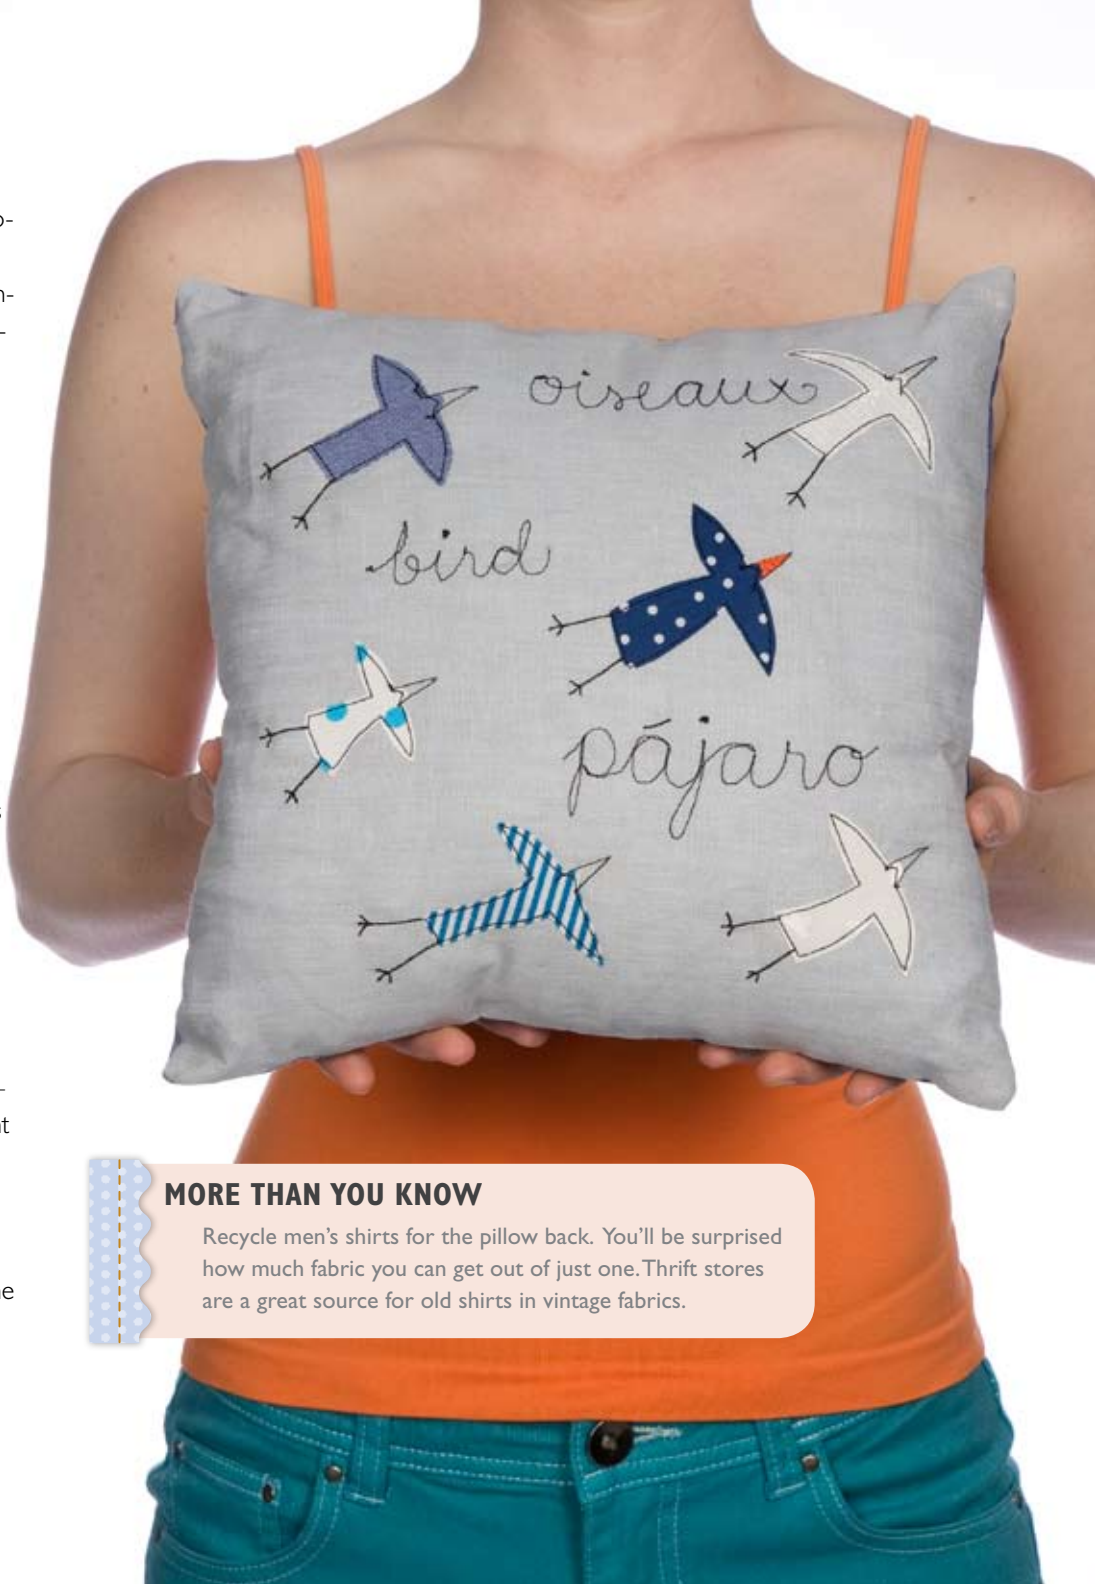 oiseaux
bird
pájaro
MORE THAN YOU KNOW
Recycle men’s shirts for the pillow back. You’ll be surprised
how much fabric you can get out of just one. Thrift stores
are a great source for old shirts in vintage fabrics.